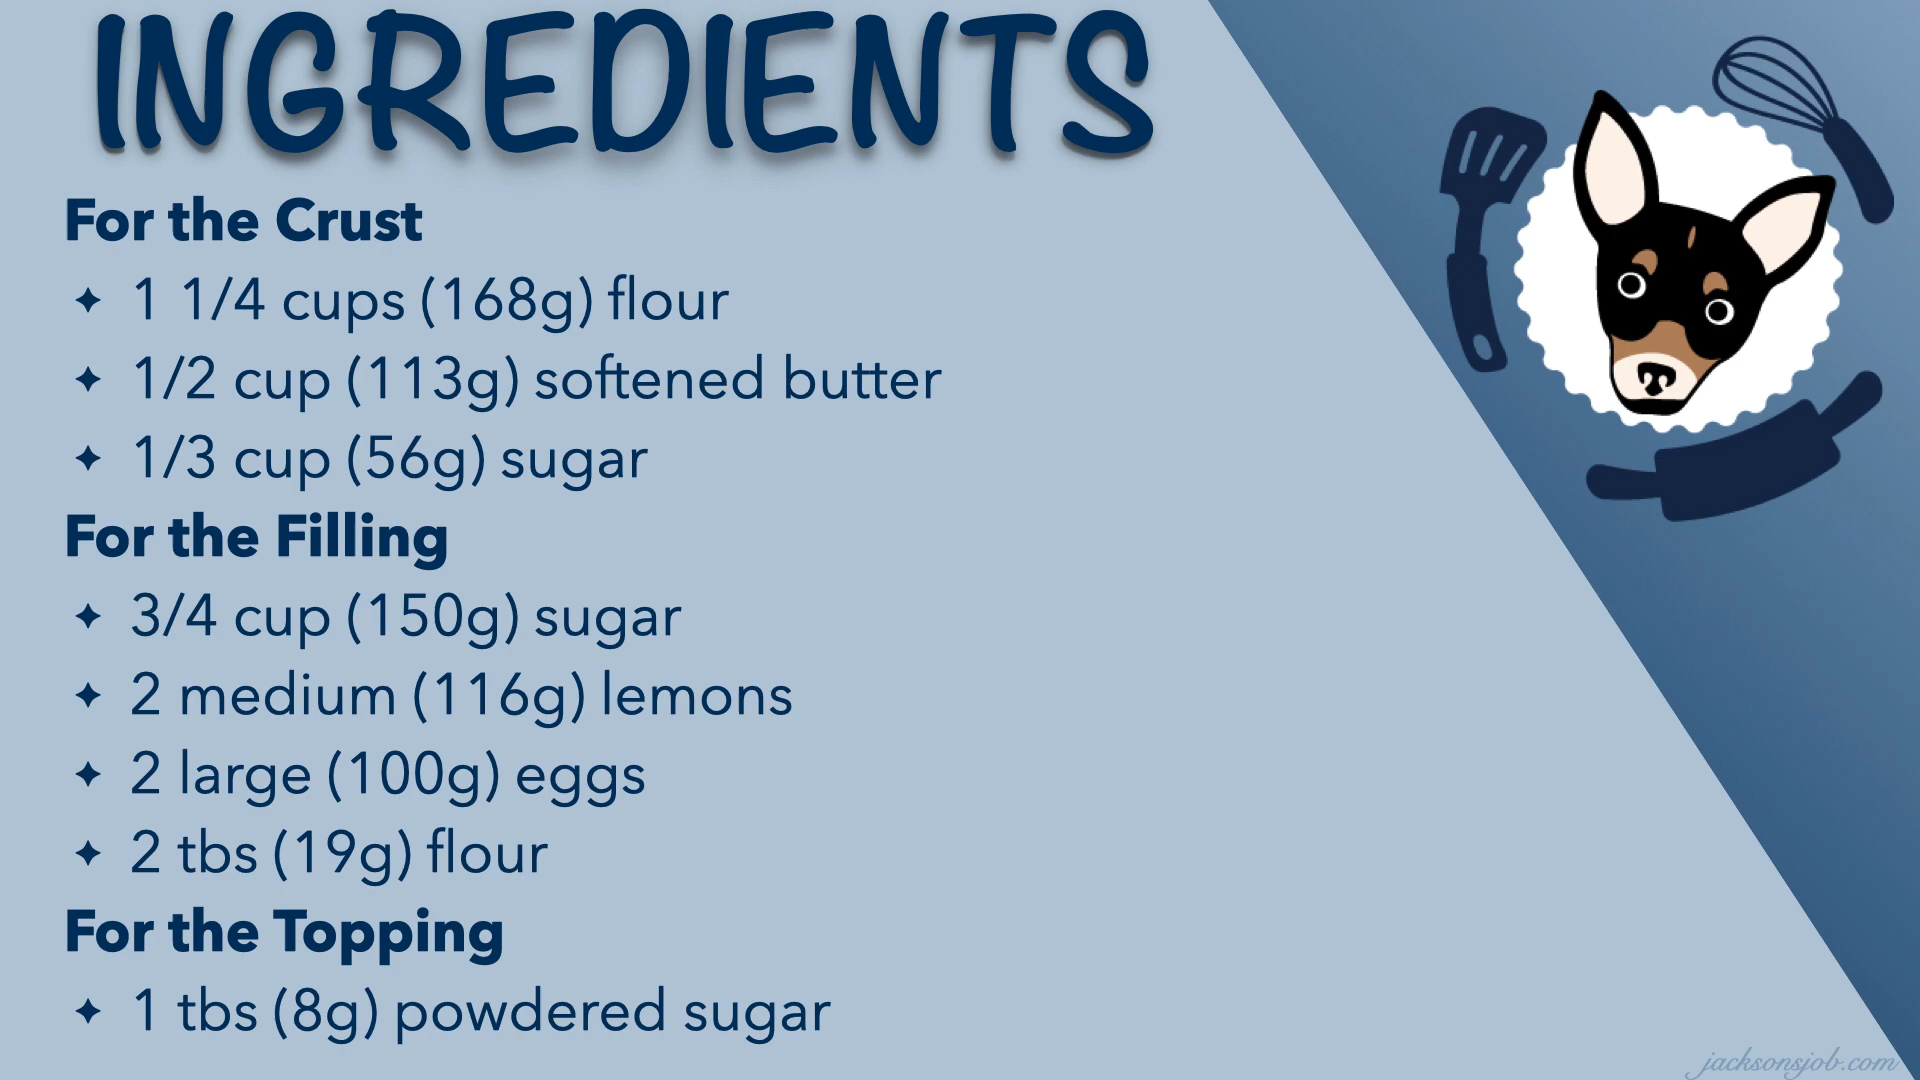 INGREDIENTS
For the Crust
✦ 1 1/4 cups (168g) flour
✦ 1/2 cup (113g) softened butter
✦ 1/3 cup (56g) sugar
For the Filling
✦ 3/4 cup (150g) sugar
✦ 2 medium (116g) lemons
✦ 2 large (100g) eggs
✦ 2 tbs (19g) flour
For the Topping
✦ 1 tbs (8g) powdered sugar
jacksonsjob.com